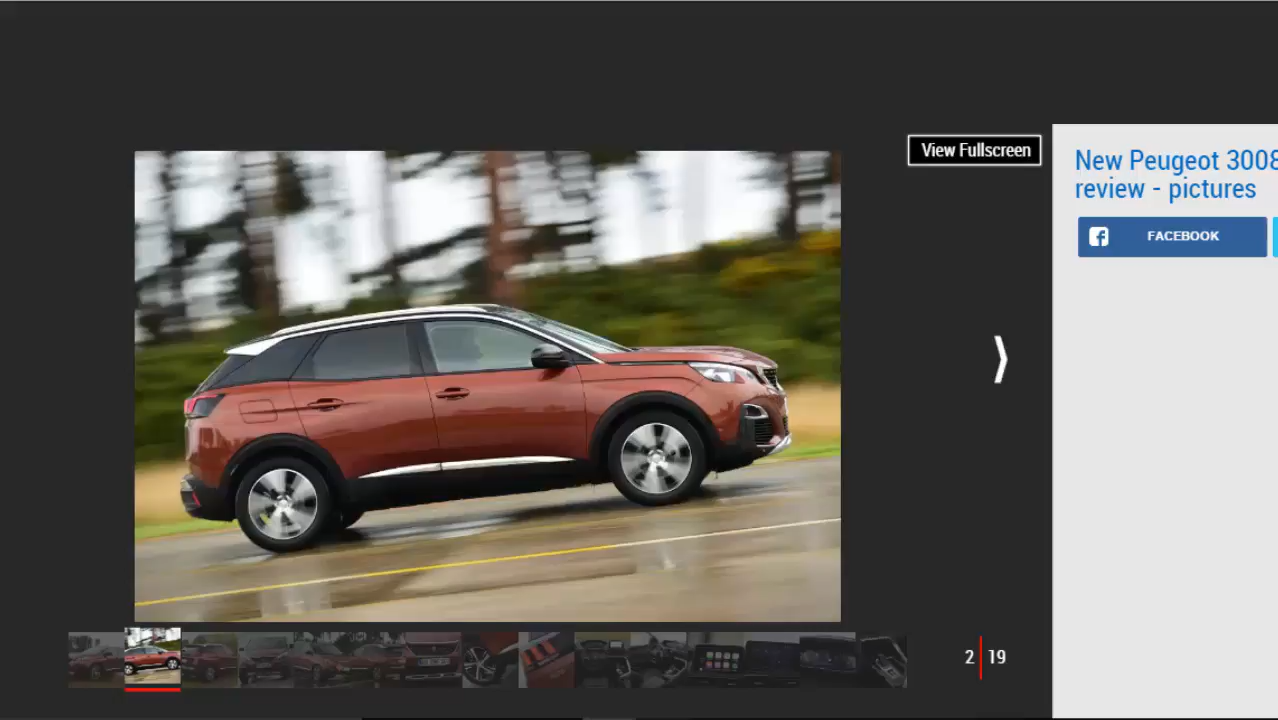 View Fullscreen
New Peugeot 3008
review - pictures
FACEBOOK
2 19